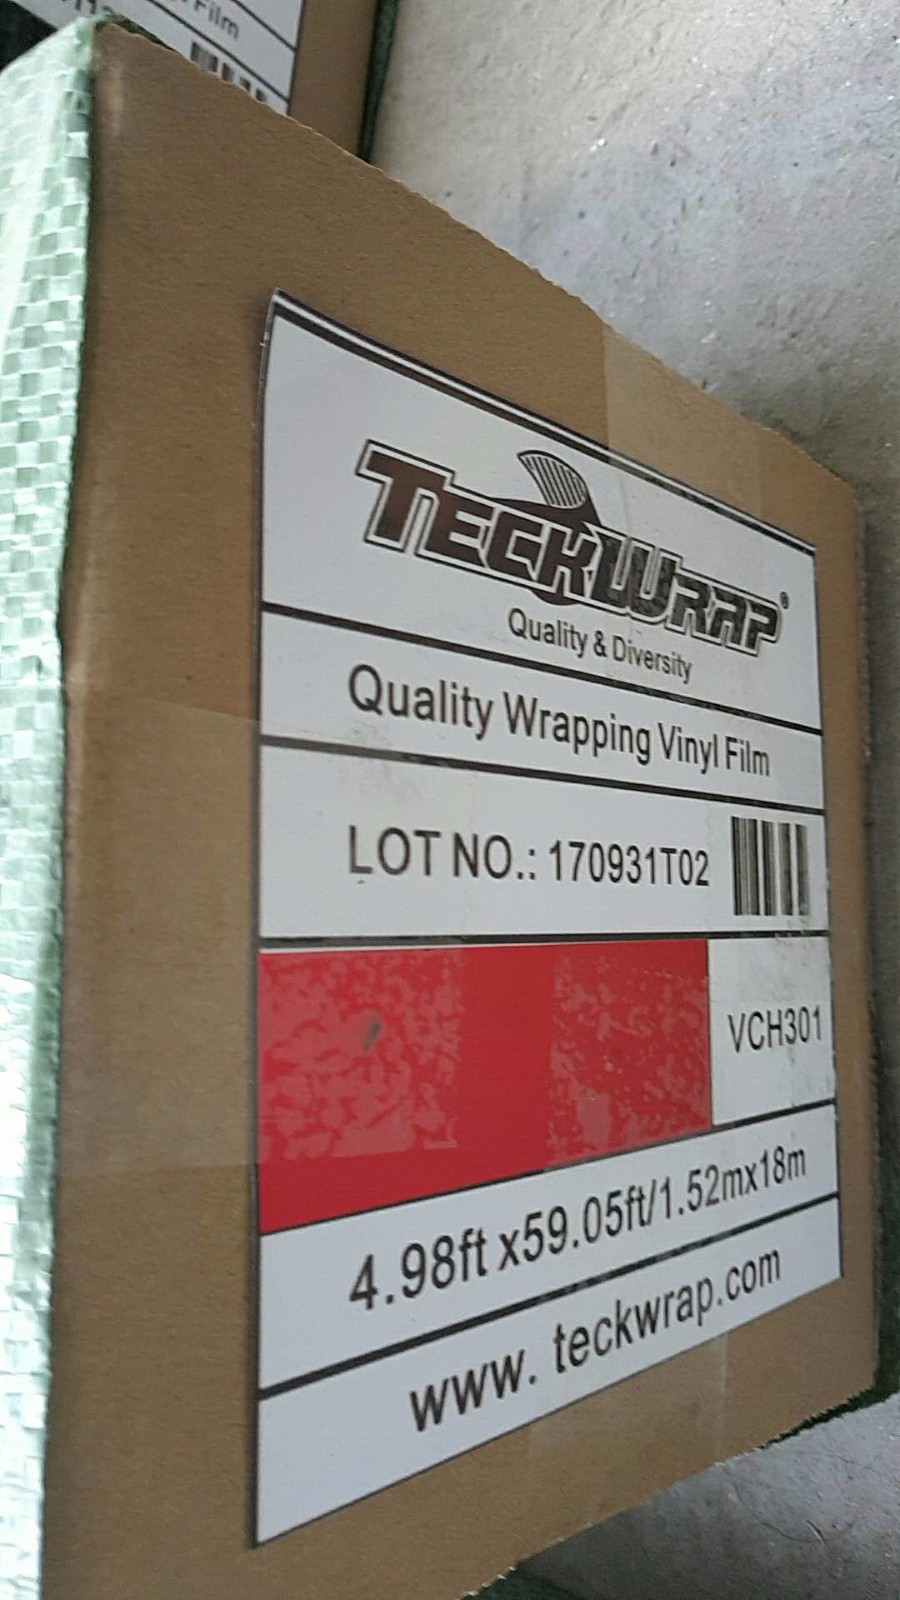 Film
TECKWRAP®
Quality & Diversity
Quality Wrapping Vinyl Film
LOT NO.: 170931T02
VCH301
4.98ft x59.05ft/1.52mx18m
www. teckwrap.com